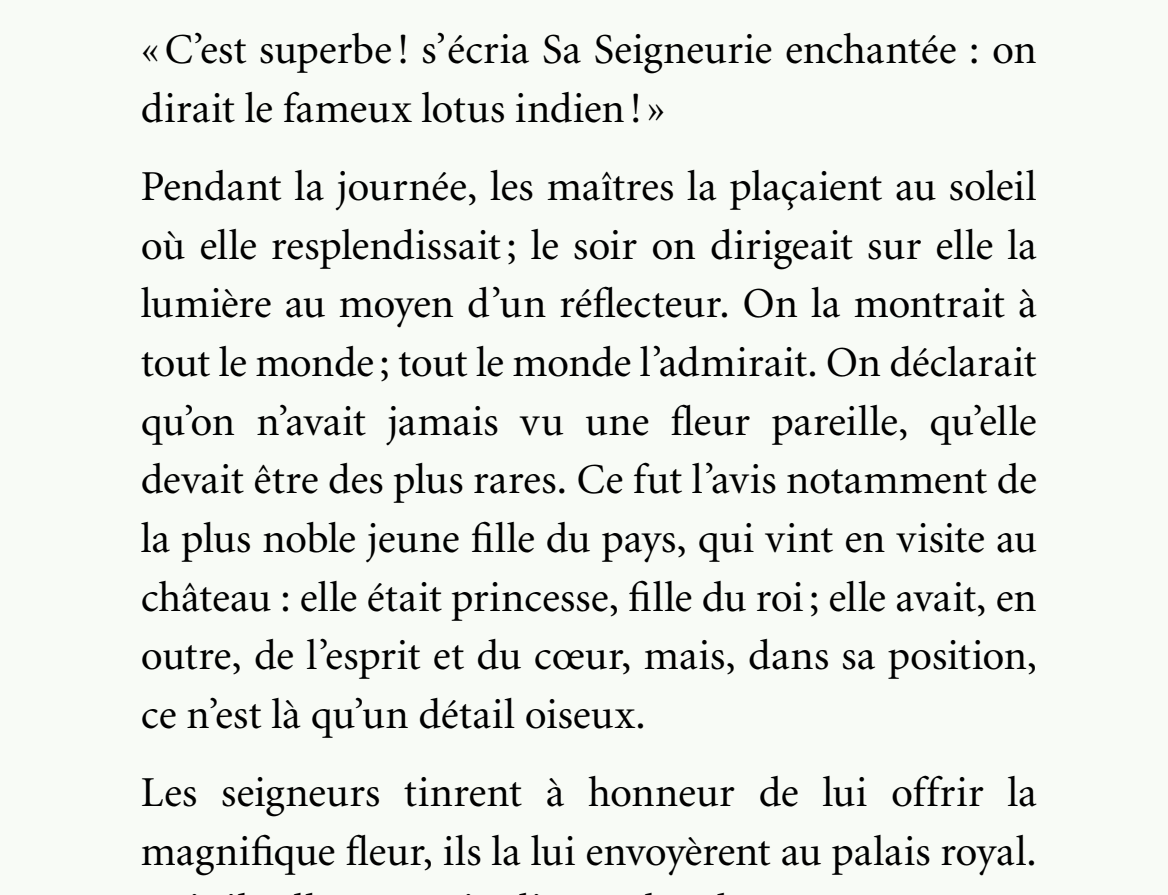 « C’est superbe ! s’écria Sa Seigneurie enchantée : on
dirait le fameux lotus indien ! »
Pendant la journée, les maîtres la plaçaient au soleil
où elle resplendissait ; le soir on dirigeait sur elle la
lumière au moyen d’un réflecteur. On la montrait à
tout le monde ; tout le monde l’admirait. On déclarait
qu’on n’avait jamais vu une fleur pareille, qu’elle
devait être des plus rares. Ce fut l’avis notamment de
la plus noble jeune fille du pays, qui vint en visite au
château : elle était princesse, fille du roi ; elle avait, en
outre, de l’esprit et du cœur, mais, dans sa position,
ce n’est là qu’un détail oiseux.
Les seigneurs tinrent à honneur de lui offrir la
magnifique fleur, ils la lui envoyèrent au palais royal.